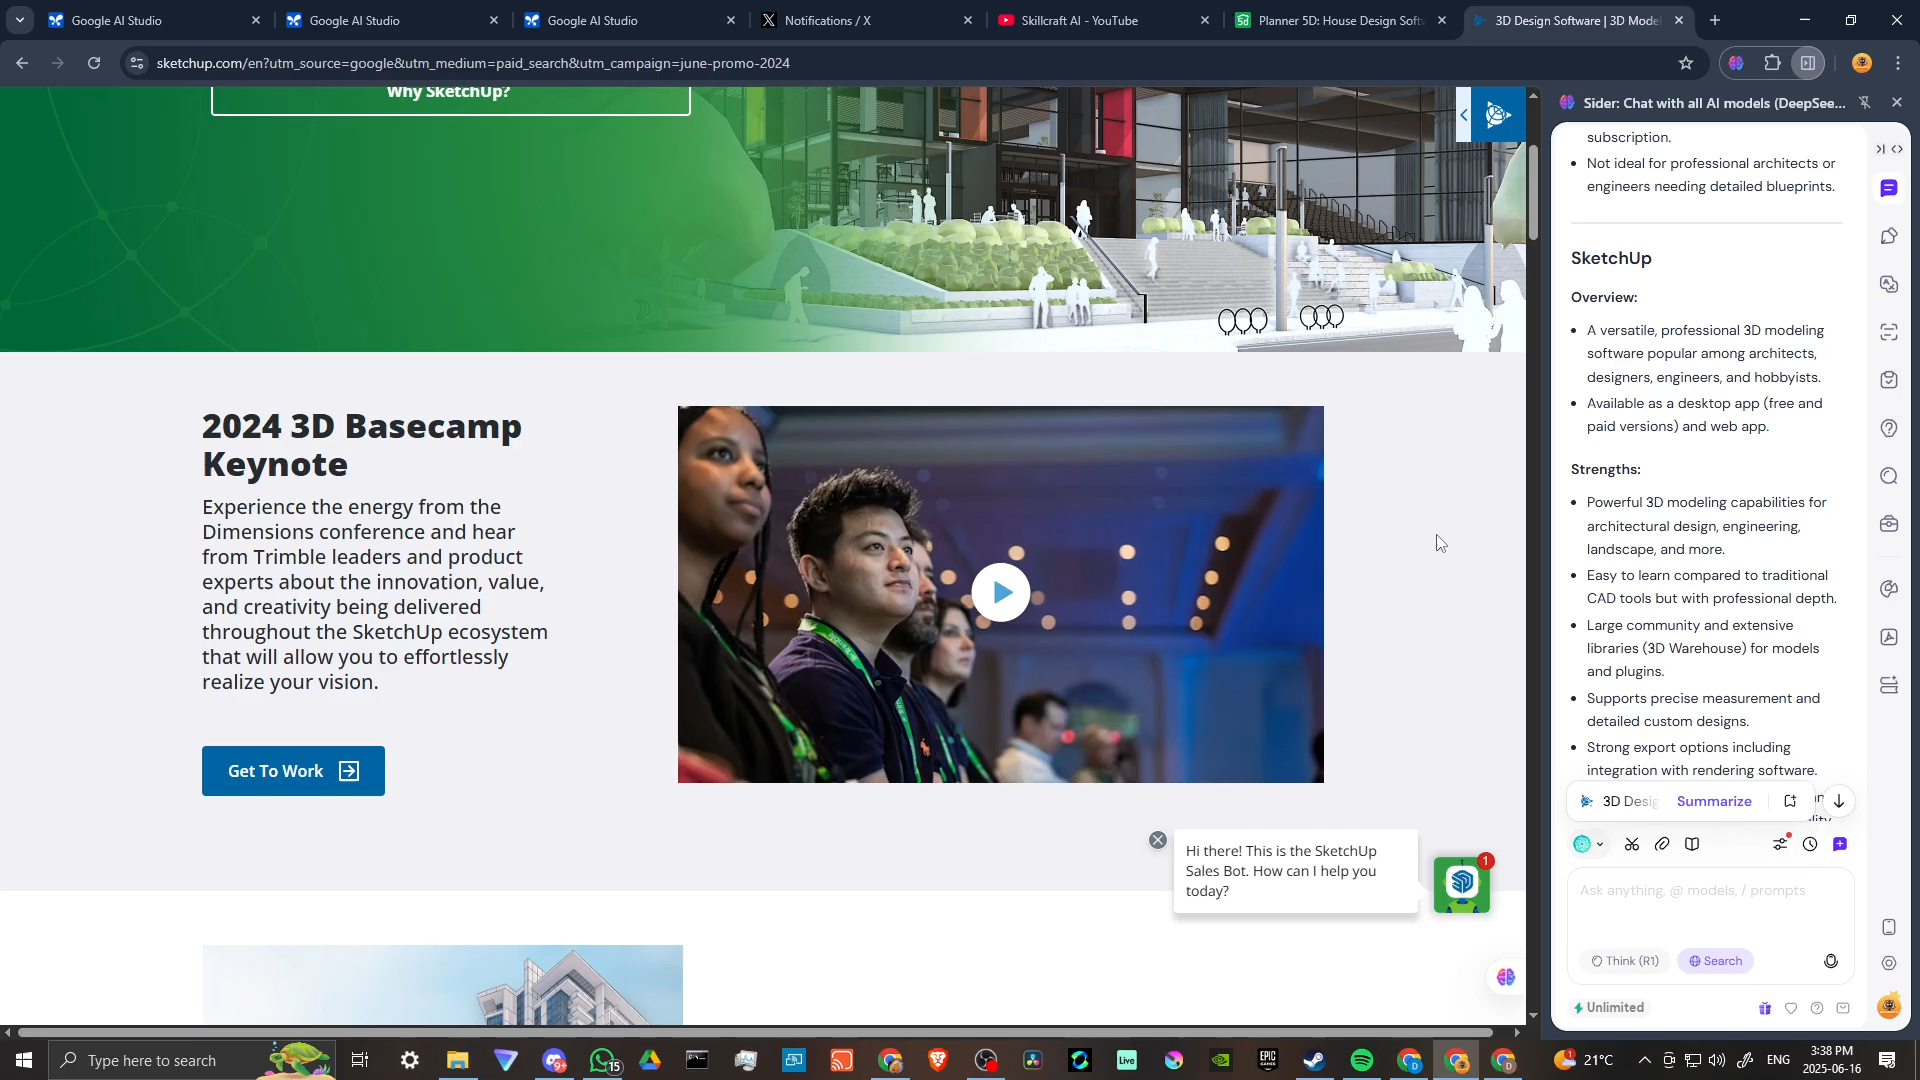 Google AI Studio
Google AI Studio
Google AI Studio
Notifications / X
Skillcraft AI - YouTube
Planner 5D: House Design Soft
3D Design Software | 3D Model
sketchup.com/en?utm_source=google&utm_medium=paid_search&utm_campaign=june-promo-2024
Why SketchUp?
2024 3D Basecamp
Keynote
Experience the energy from the
Dimensions conference and hear
from Trimble leaders and product
experts about the innovation, value,
and creativity being delivered
throughout the SketchUp ecosystem
that will allow you to effortlessly
realize your vision.
Get To Work
Hi there! This is the SketchUp
Sales Bot. How can I help you
today?
1
Sider: Chat with all AI models (DeepSee...
subscription.
Not ideal for professional architects or
engineers needing detailed blueprints.
SketchUp
Overview:
A versatile, professional 3D modeling
software popular among architects,
designers, engineers, and hobbyists.
Available as a desktop app (free and
paid versions) and web app.
Strengths:
Powerful 3D modeling capabilities for
architectural design, engineering,
landscape, and more.
Easy to learn compared to traditional
CAD tools but with professional depth.
Large community and extensive
libraries (3D Warehouse) for models
and plugins.
Supports precise measurement and
detailed custom designs.
Strong export options including
integration with rendering software.
3D Desig
Summarize
Ask anything, @ models, / prompts
Think (R1)
Search
Unlimited
Type here to search
15
Live
21°C
ENG
3:38 PM
2025-06-16